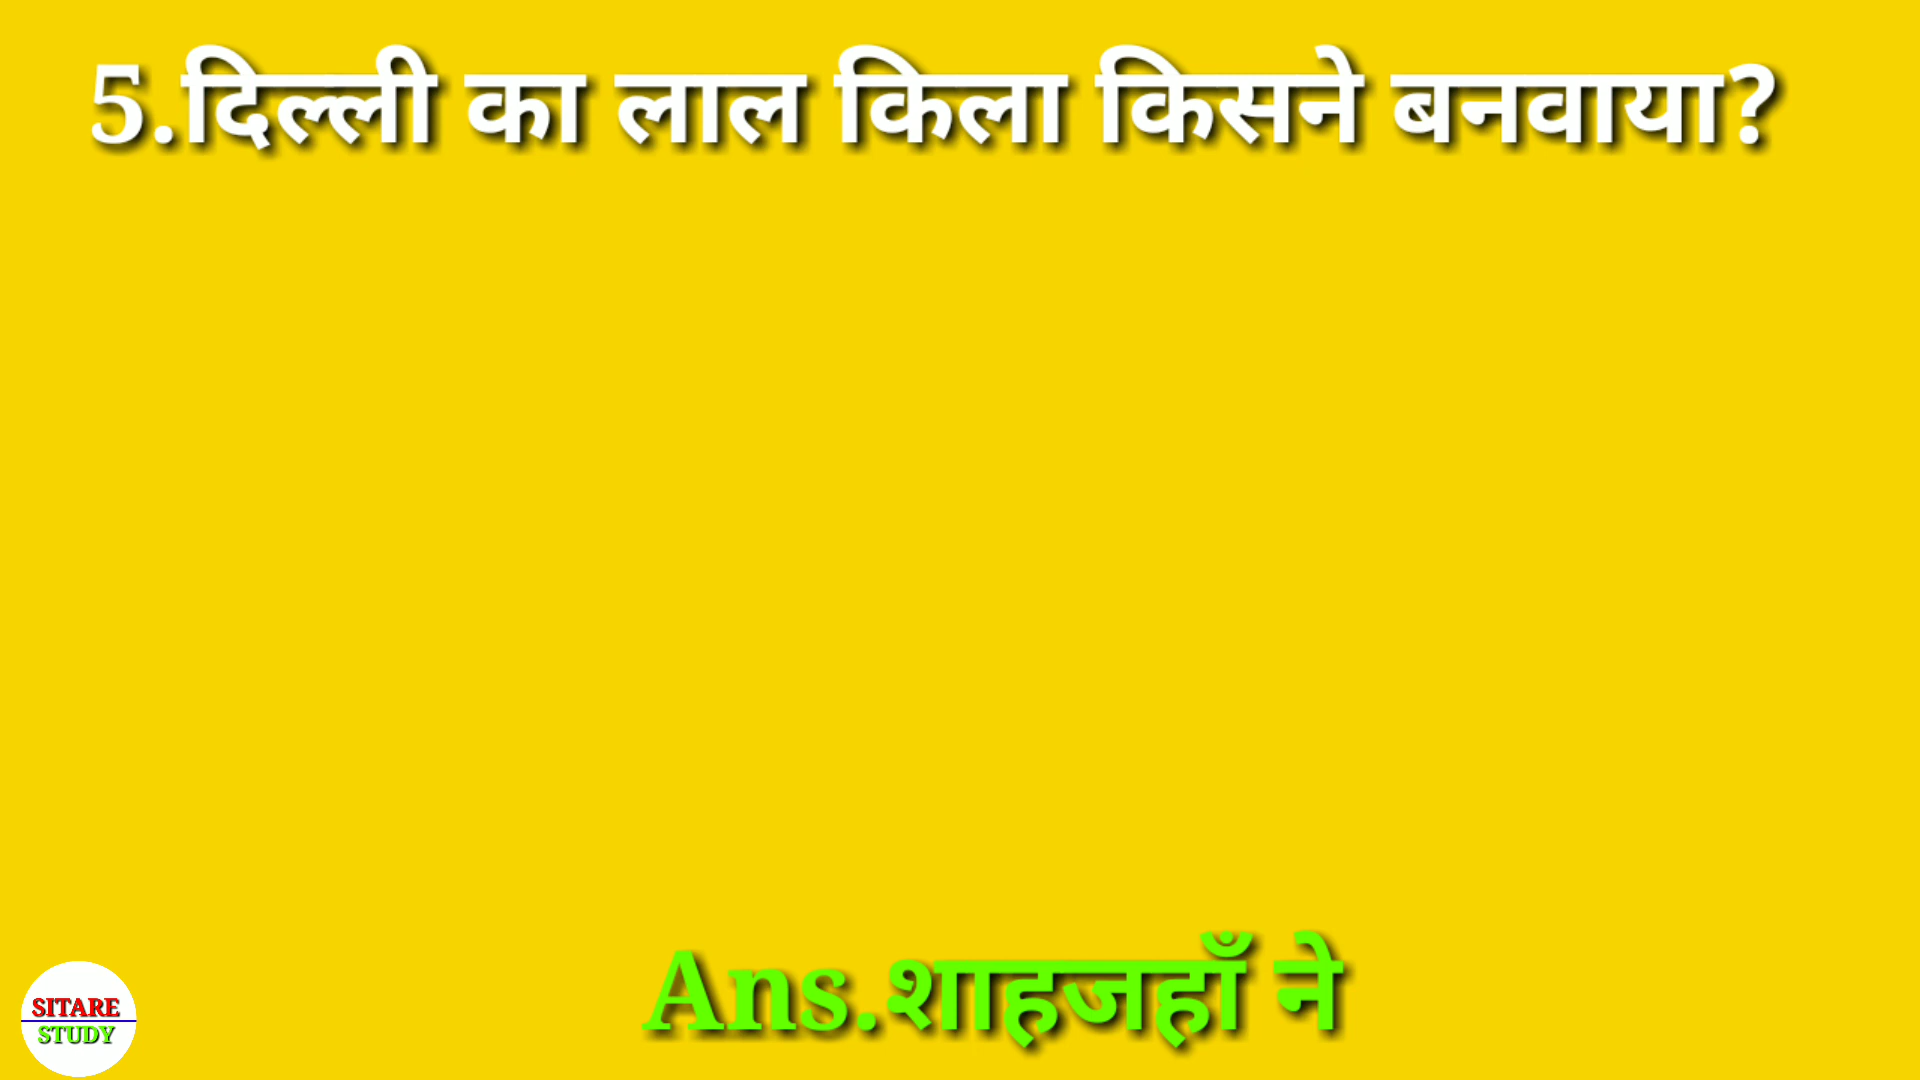 5.दिल्ली का लाल किला किसने बनवाया?
Ans.शाहजहाँ ने
SITARE
STUDY